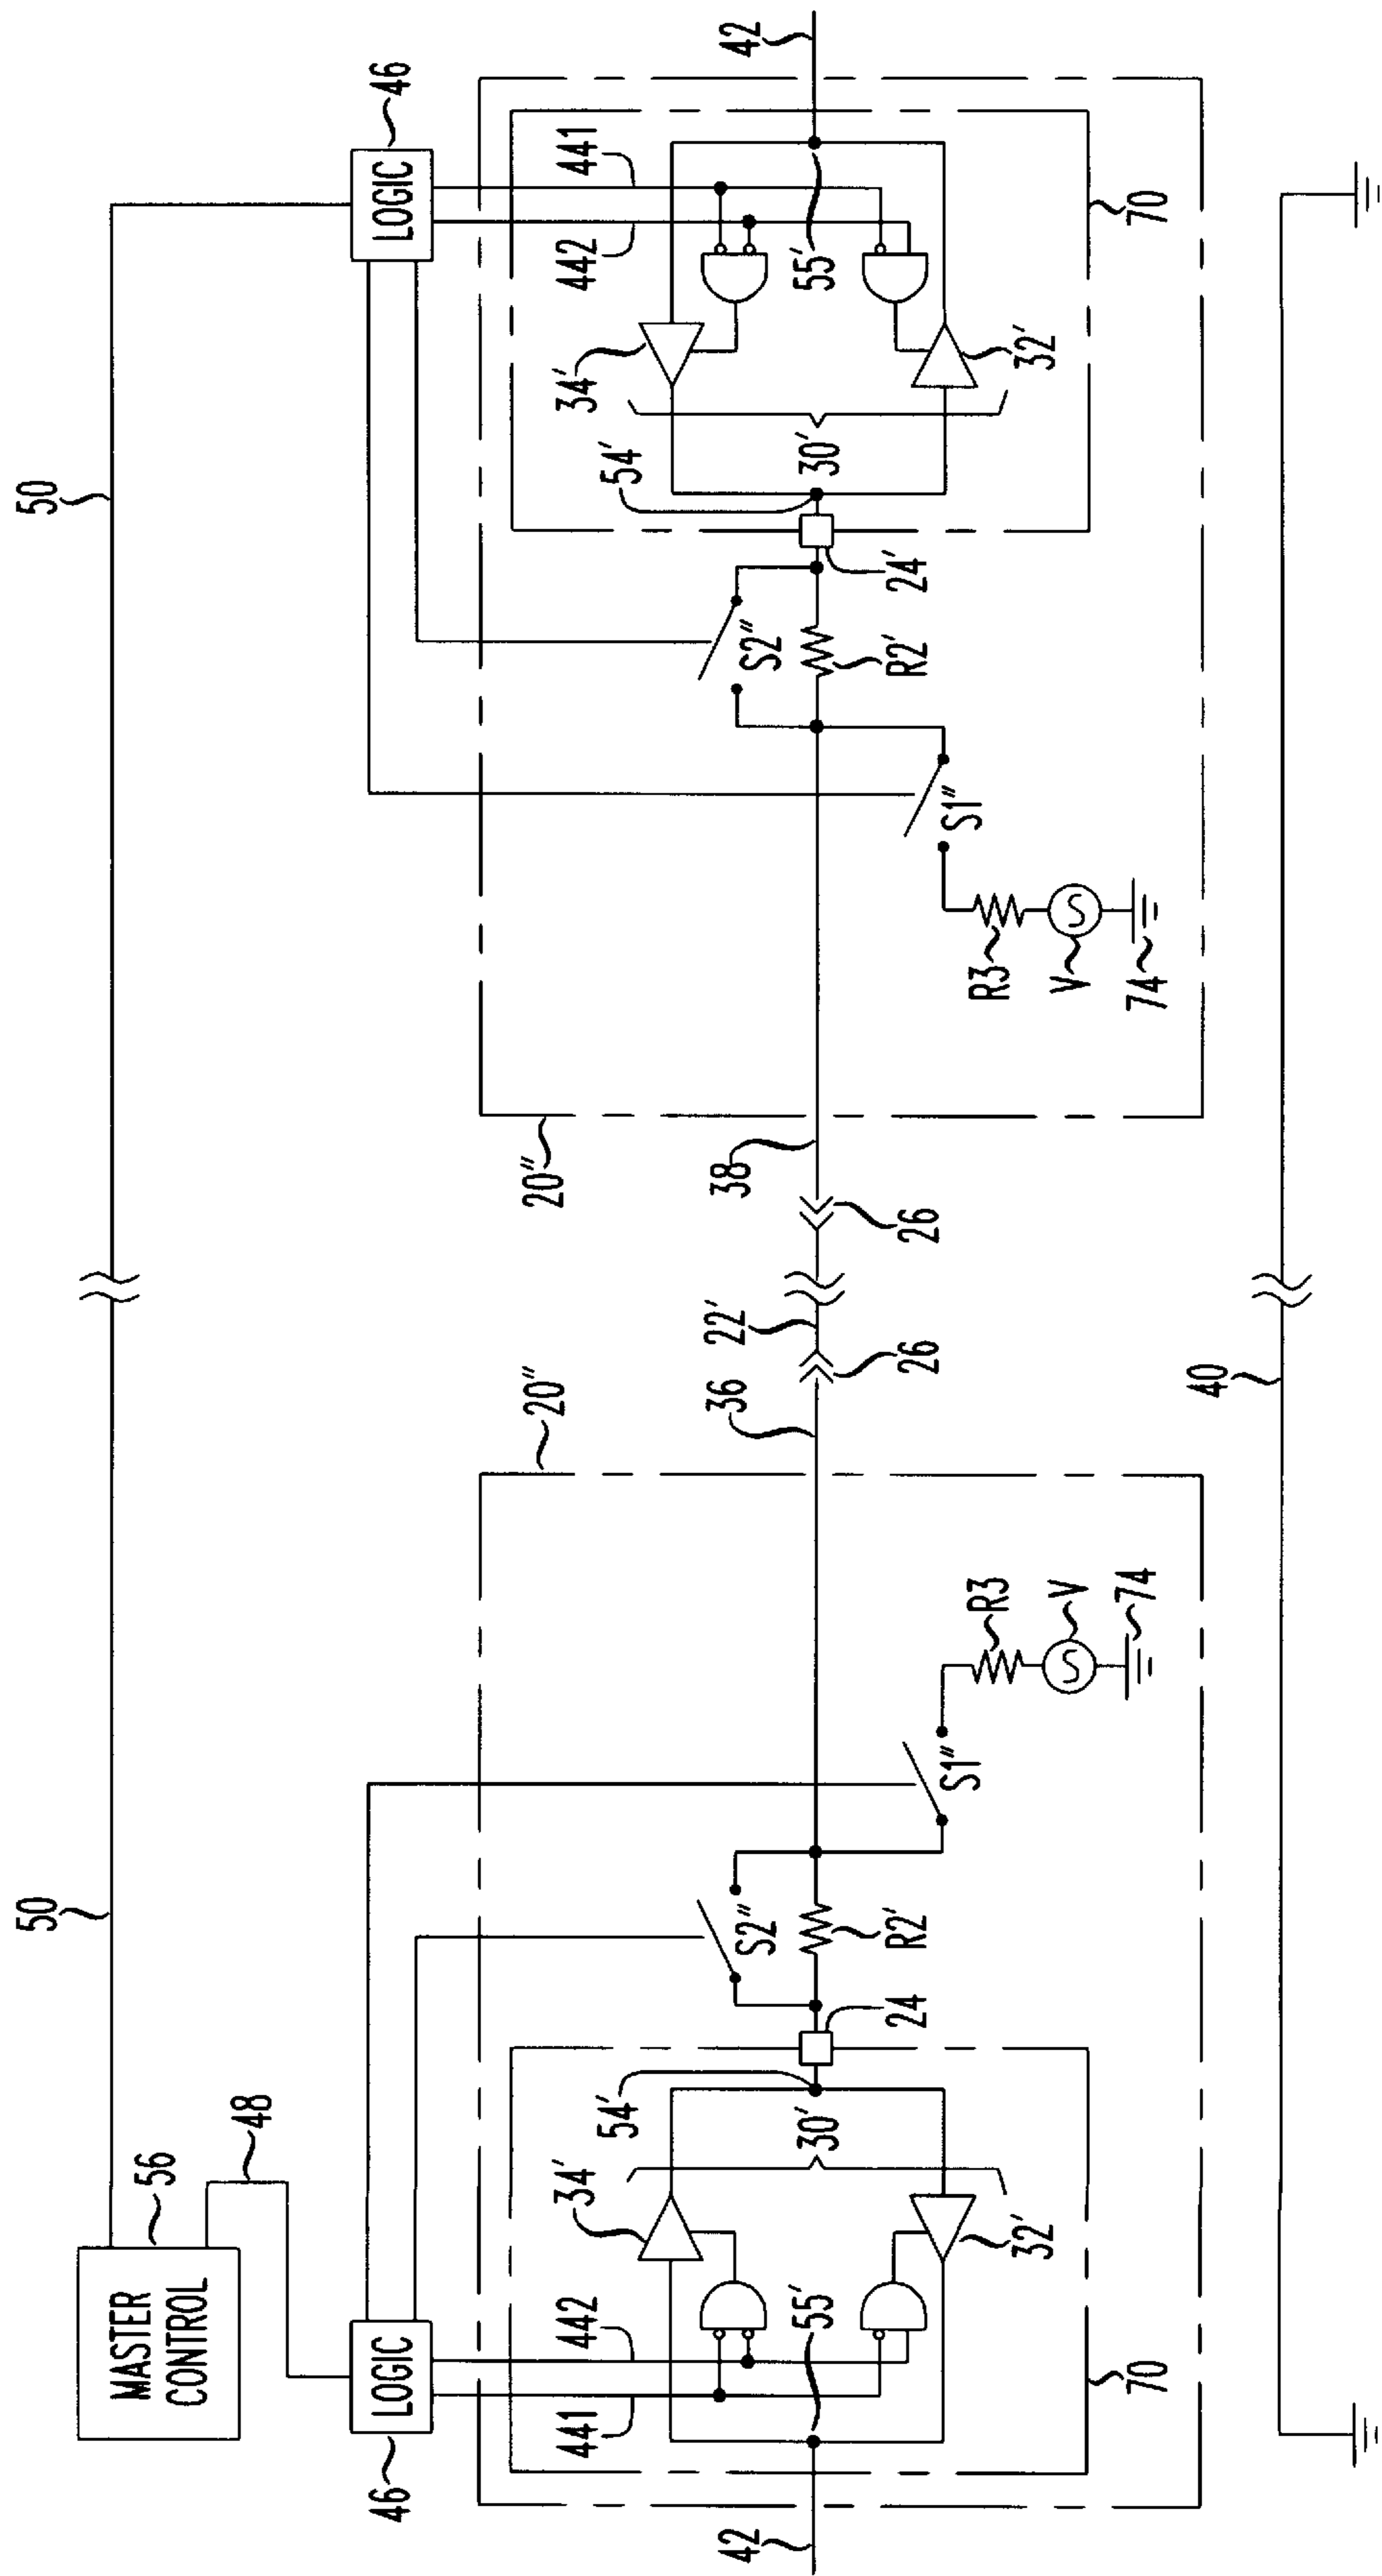 50
50
MASTER
CONTROL
56
48
LOGIC
46
LOGIC
46
20"
20"
441
442
442
441
34'
34'
54'
54'
30'
30'
55'
55'
32'
32'
S2"
S2"
R2'
R2'
24
24'
S1"
S1"
R3
R3
V
V
74
74
36
38
22'
26
26
42
42
70
70
40